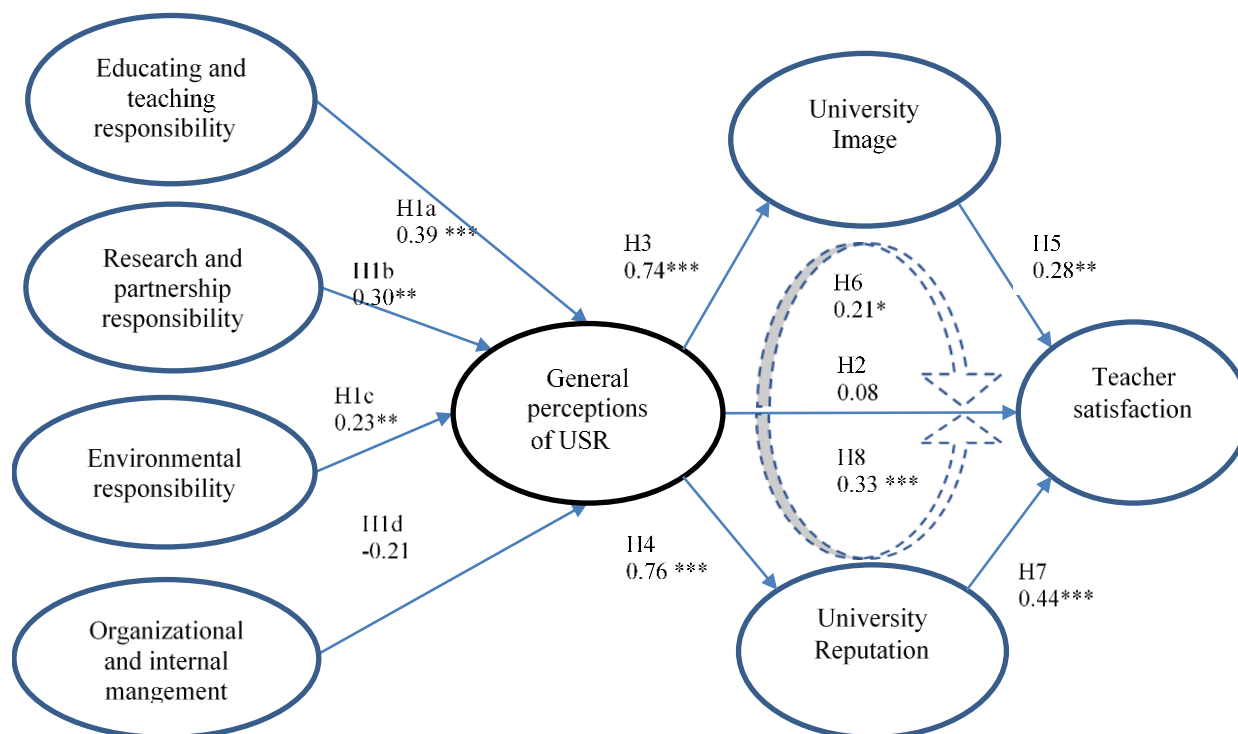 Educating and
teaching
responsibility
H1a
0.39 ***
Research and
partnership
responsibility
H1b
0.30**
Environmental
responsibility
H1c
0.23**
Organizational
and internal
mangement
H1d
-0.21
General
perceptions
of USR
H3
0.74***
University
Image
H5
0.28**
H6
0.21*
H2
0.08
H8
0.33 ***
H4
0.76 ***
University
Reputation
H7
0.44***
Teacher
satisfaction